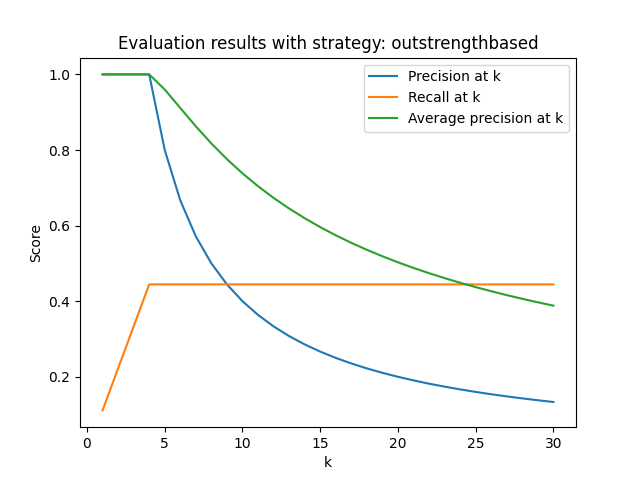 Evaluation results with strategy: outstrengthbased
Precision at k
Recall at k
Average precision at k
Score
1.0
0.8
0.6
0.4
0.2
0 5 10 15 20 25 30
k